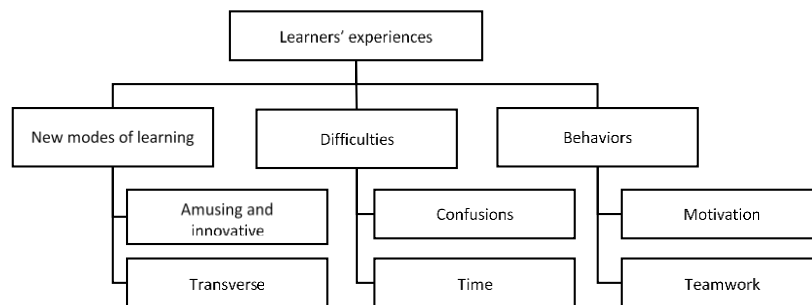 Learners’ experiences
New modes of learning
Difficulties
Behaviors
Amusing and
innovative
Confusions
Motivation
Transverse
Time
Teamwork